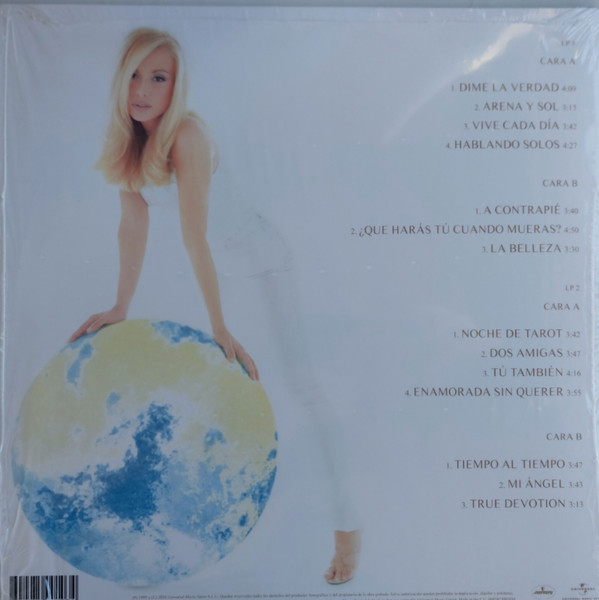 LP 1
CARA A
1. DIME LA VERDAD 4:09
2. ARENA Y SOL 3:15
3. VIVE CADA DÍA 3:42
4. HABLANDO SOLOS 4:27
CARA B
1. A CONTRAPIÉ 3:40
2. ¿QUE HARÁS TÚ CUANDO MUERAS? 4:50
3. LA BELLEZA 3:30
LP 2
CARA A
1. NOCHE DE TAROT 3:42
2. DOS AMIGAS 3:47
3. TÚ TAMBIÉN 4:16
4. ENAMORADA SIN QUERER 3:55
CARA B
1. TIEMPO AL TIEMPO 3:47
2. MI ÁNGEL 3:43
3. TRUE DEVOTION 3:13